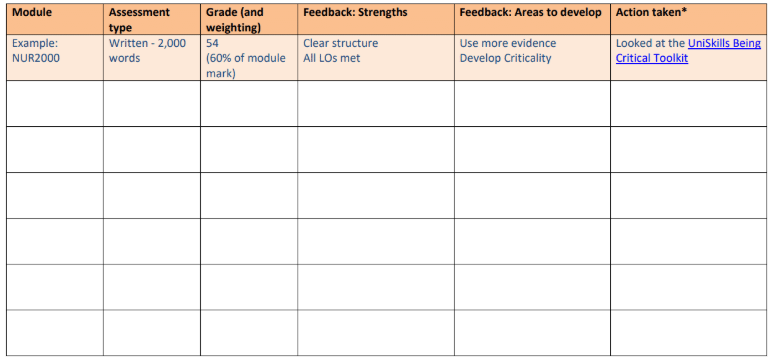 Module
Assessment
type
Grade (and
weighting)
Feedback: Strengths
Feedback: Areas to develop
Action taken*
Example:
NUR2000
Written - 2,000
words
54
(60% of module
mark)
Clear structure
All LOs met
Use more evidence
Develop Criticality
Looked at the UniSkills Being
Critical Toolkit